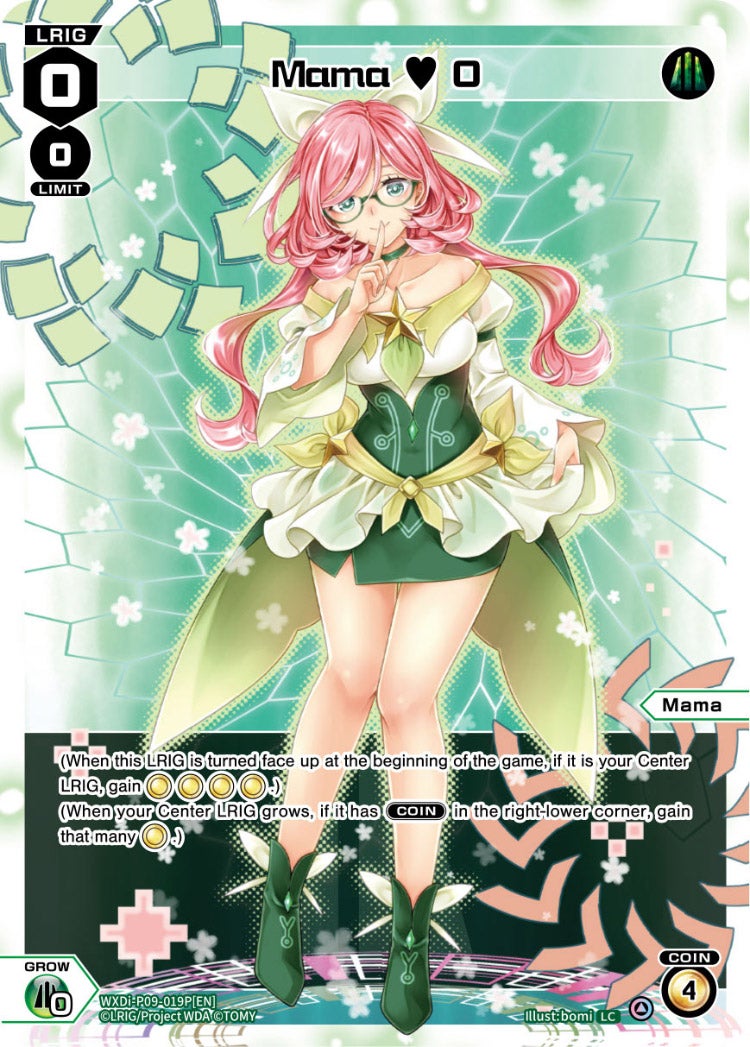 LRIG
0
Mama ♥ 0
0
LIMIT
Mama
(When this LRIG is turned face up at the beginning of the game, if it is your Center
LRIG, gain .)
(When your Center LRIG grows, if it has COIN in the right-lower corner, gain
that many .)
GROW
0
COIN
4
WXDi-P09-019P[EN]
©LRIG/Project WDA ©TOMY
Illust:bomi LC